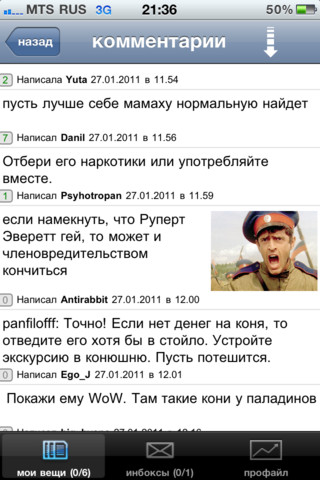 MTS RUS 3G 21:36 50%
назад комментарии
2 Написала Yuta 27.01.2011 в 11.54
пусть лучше себе мамаху нормальную найдет
7 Написал Danil 27.01.2011 в 11.56
Отбери его наркотики или употребляйте
вместе.
1 Написал Psyhotropan 27.01.2011 в 11.59
если намекнуть, что Руперт
Эверетт гей, то может и
членовредительством
кончиться
0 Написал Antirabbit 27.01.2011 в 12.00
panfilofff: Точно! Если нет денег на коня, то
отведите его хотя бы в стойло. Устройте
экскурсию в конюшню. Пусть потешится.
0 Написал Ego_J 27.01.2011 в 12.01
Покажи ему WoW. Там такие кони у паладинов
мои вещи (0/6) инбоксы (0/1) профайл